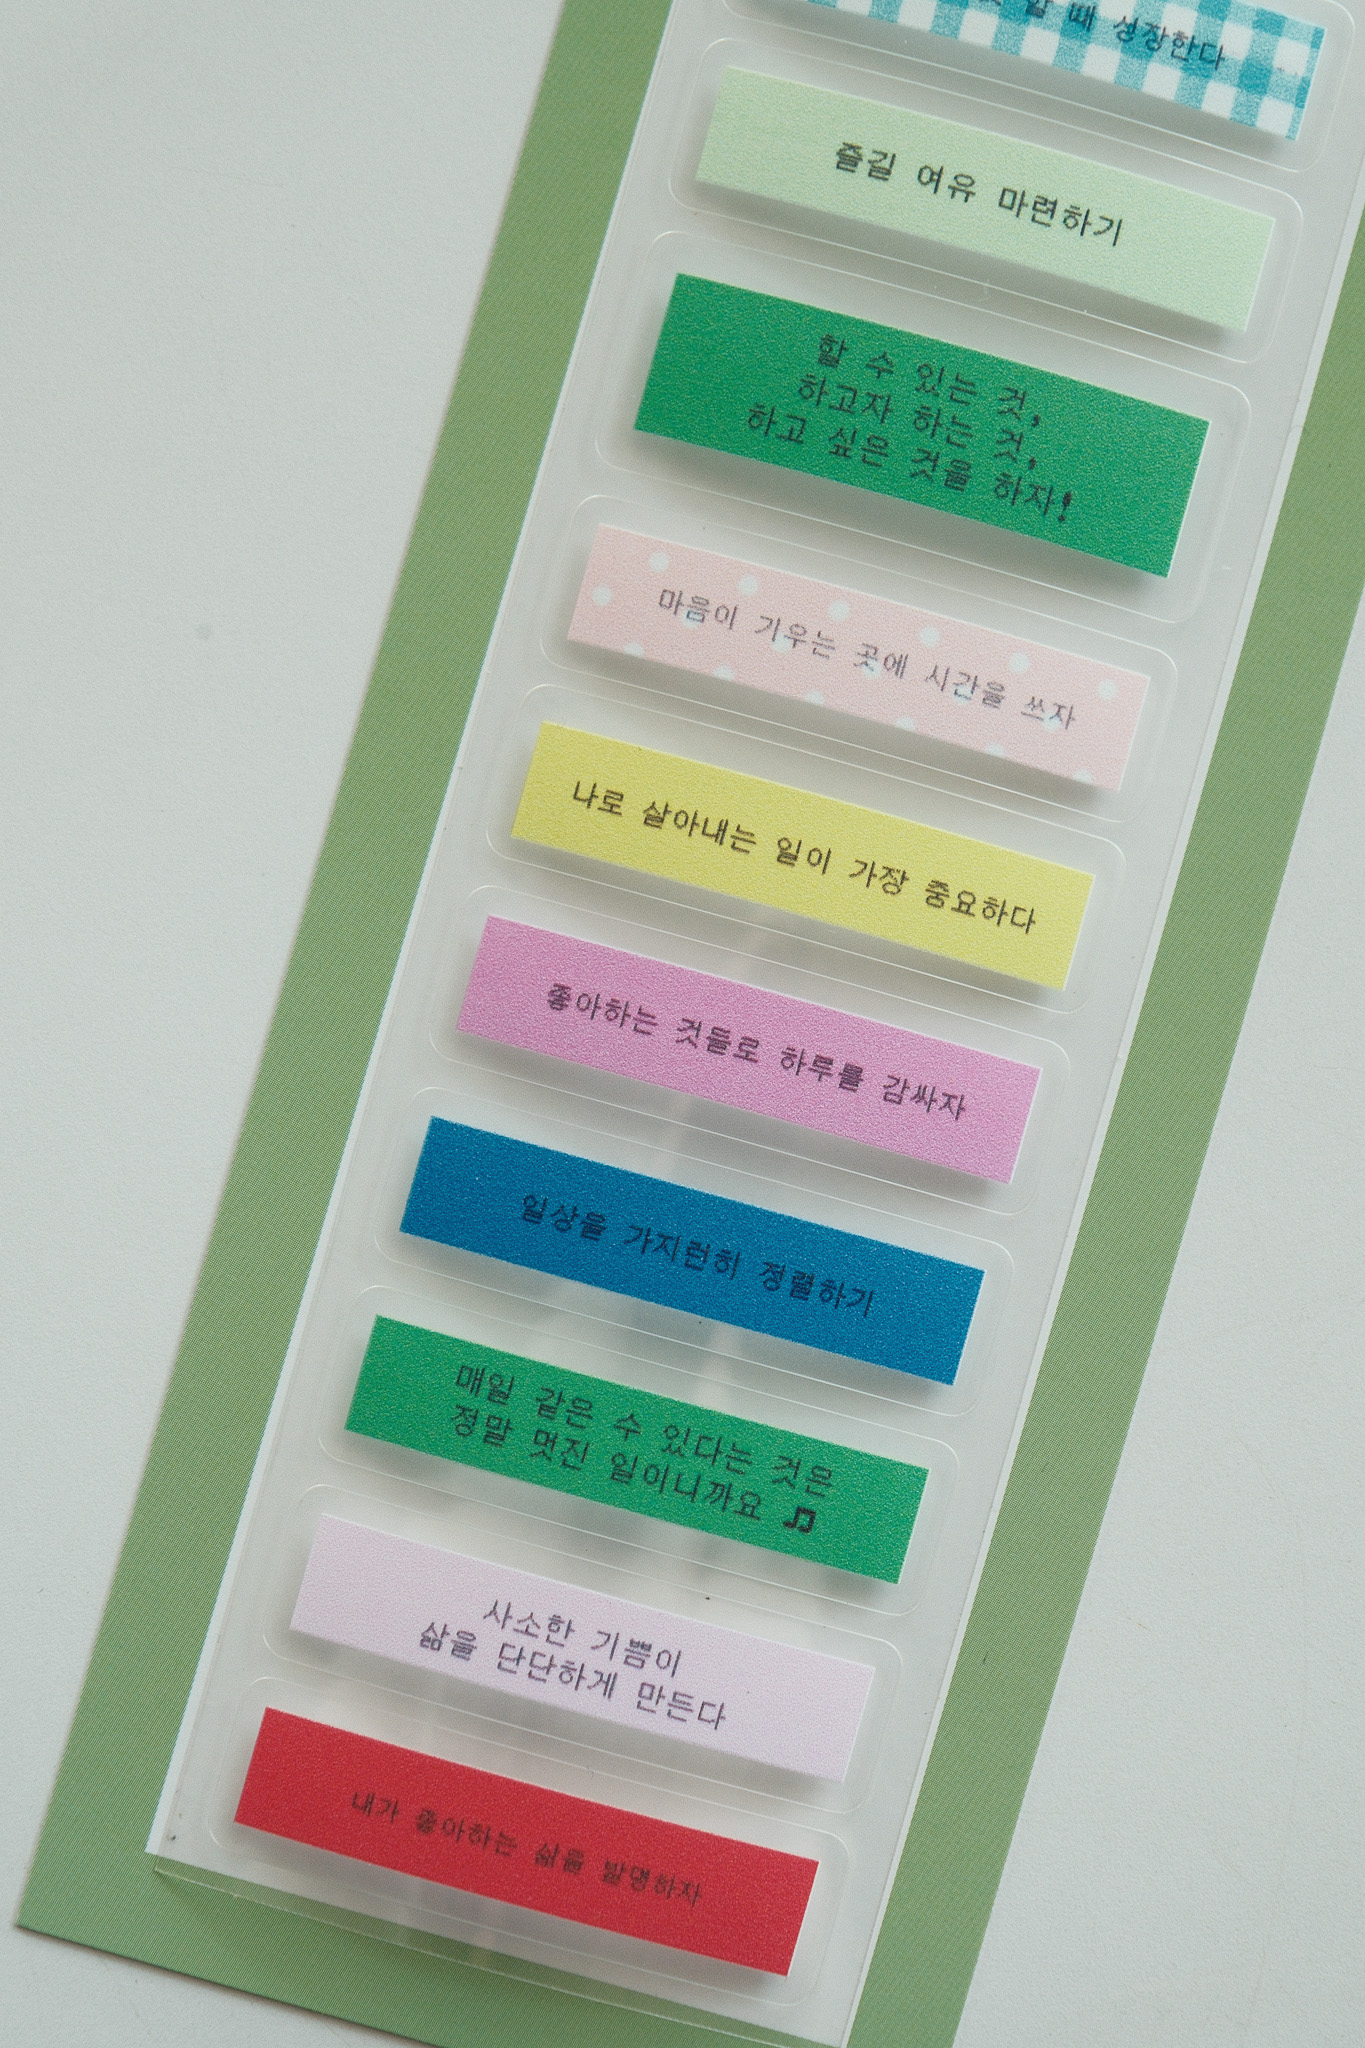 할 때 성장한다
즐길 여유 마련하기
할 수 있는 것,
하고자 하는 것,
하고 싶은 것을 하자!
마음이 기우는 곳에 시간을 쓰자
나로 살아내는 일이 가장 중요하다
좋아하는 것들로 하루를 감싸자
일상을 가지런히 정렬하기
매일 같은 수 있다는 것은
정말 멋진 일이니까요 ♫
사소한 기쁨이
삶을 단단하게 만든다
내가 좋아하는 삶을 발명하자